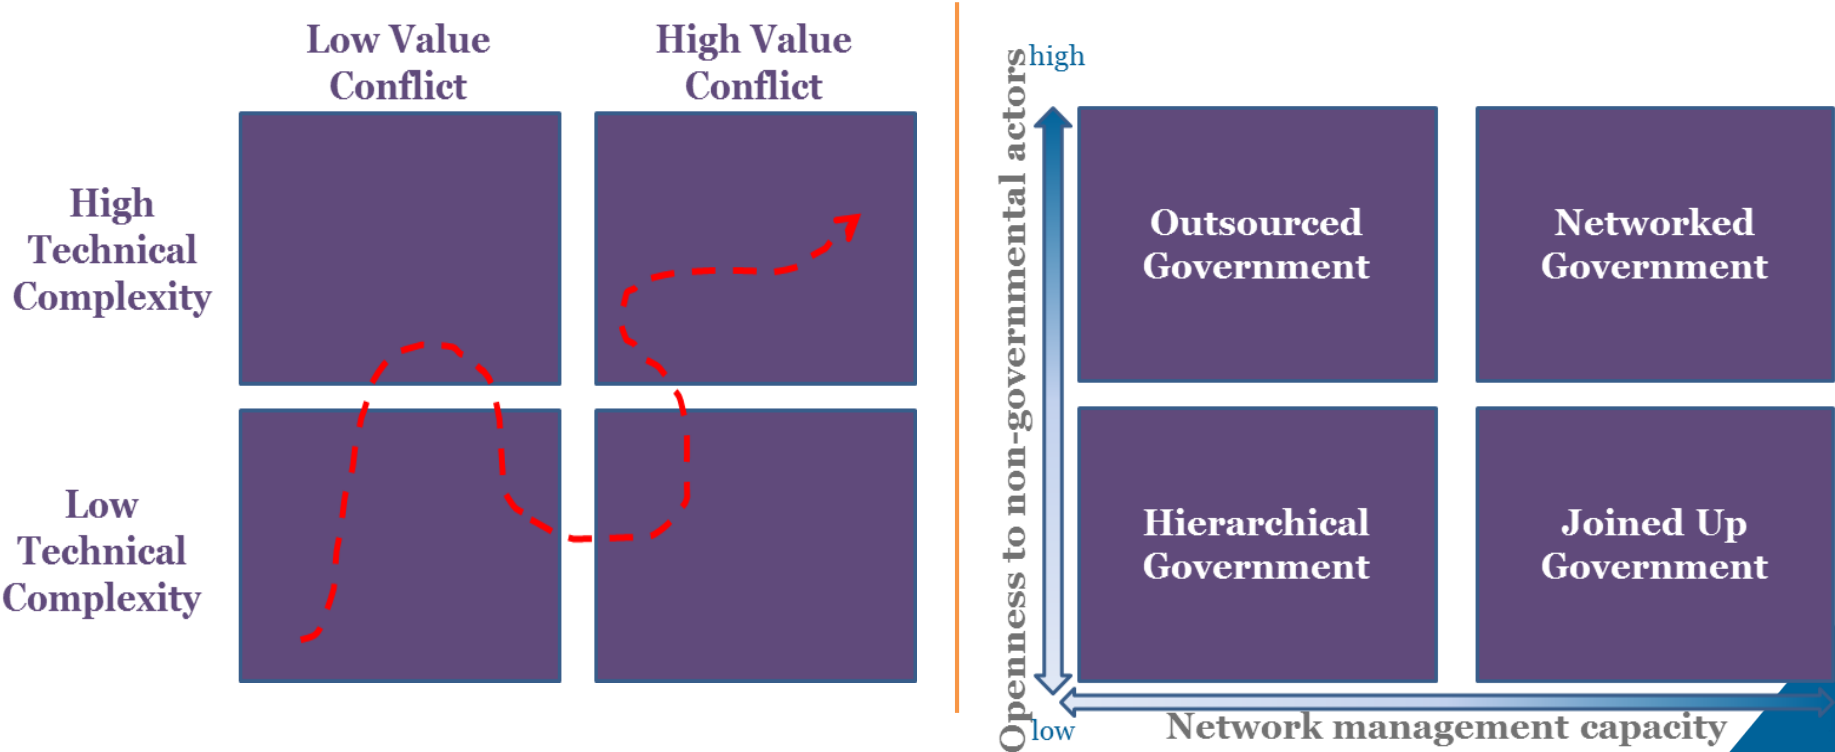 Low Value
Conflict
High Value
Conflict
High
Technical
Complexity
Low
Technical
Complexity
Openness to non-governmental actors
high
Outsourced
Government
Networked
Government
Hierarchical
Government
Joined Up
Government
low
Network management capacity